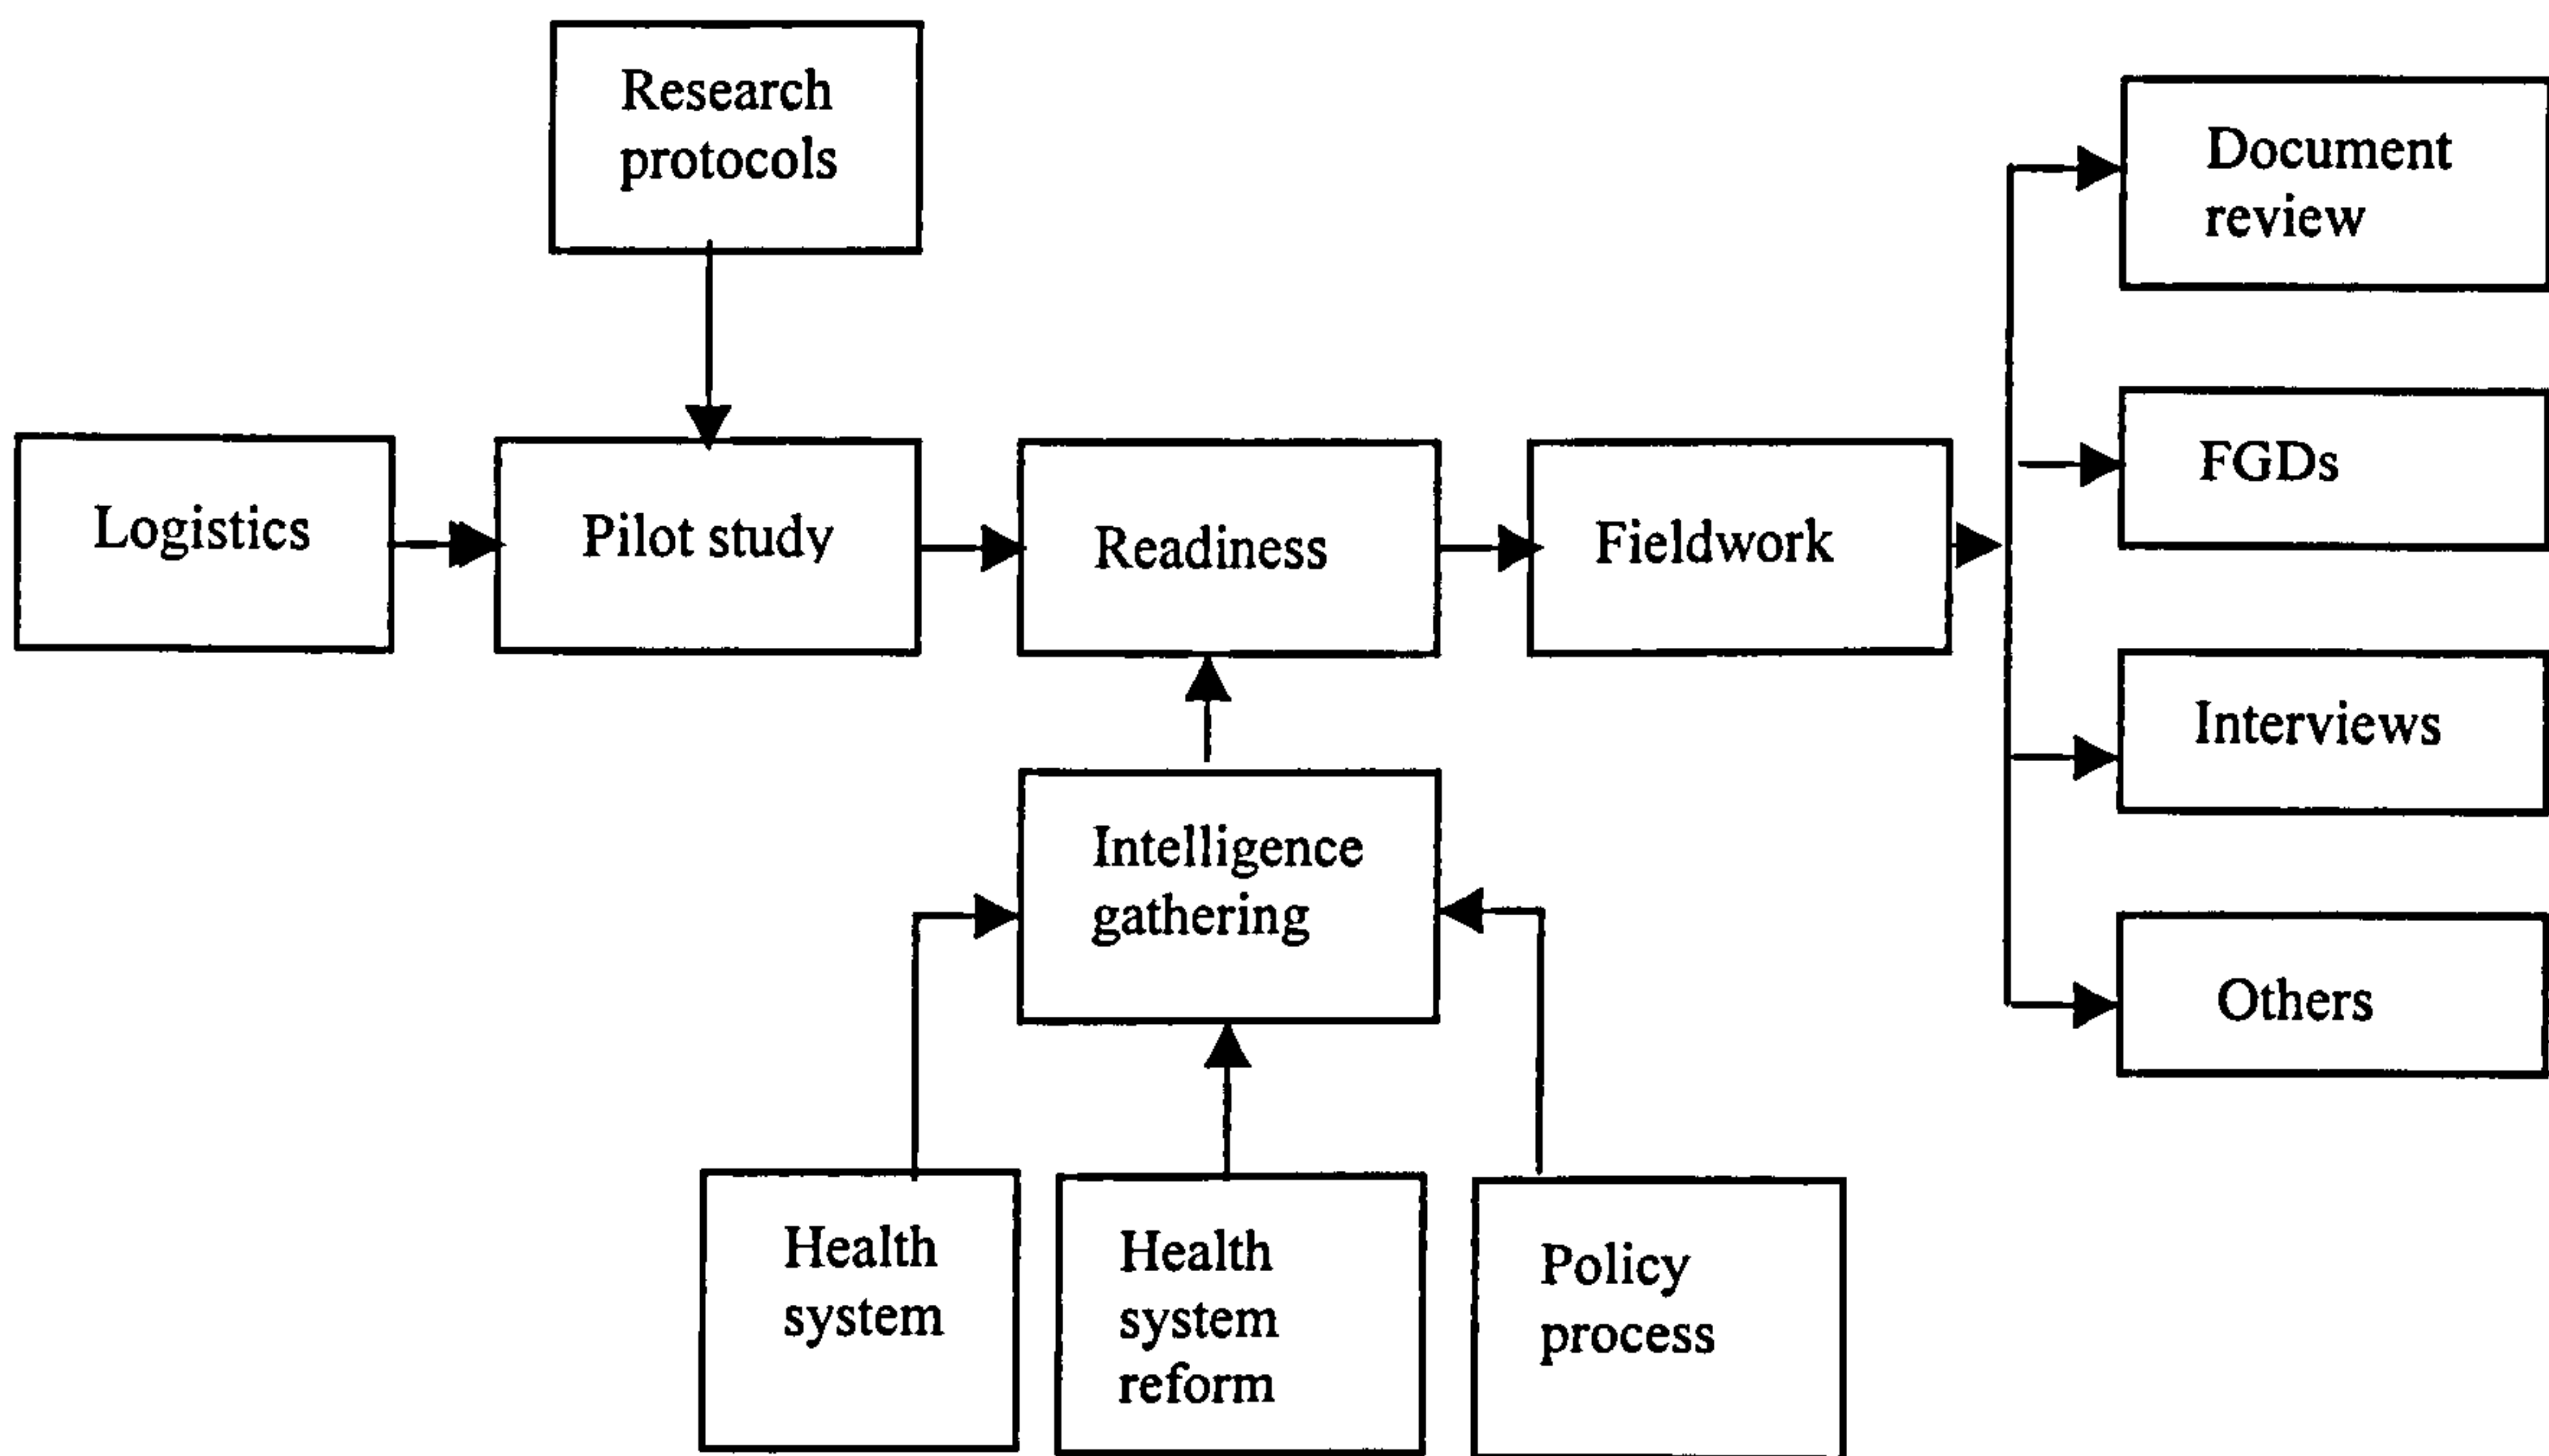 Research
protocols
Document
review
FGDs
Logistics
Pilot study
Readiness
Fieldwork
Interviews
Intelligence
gathering
Others
Health
system
Health
system
reform
Policy
process